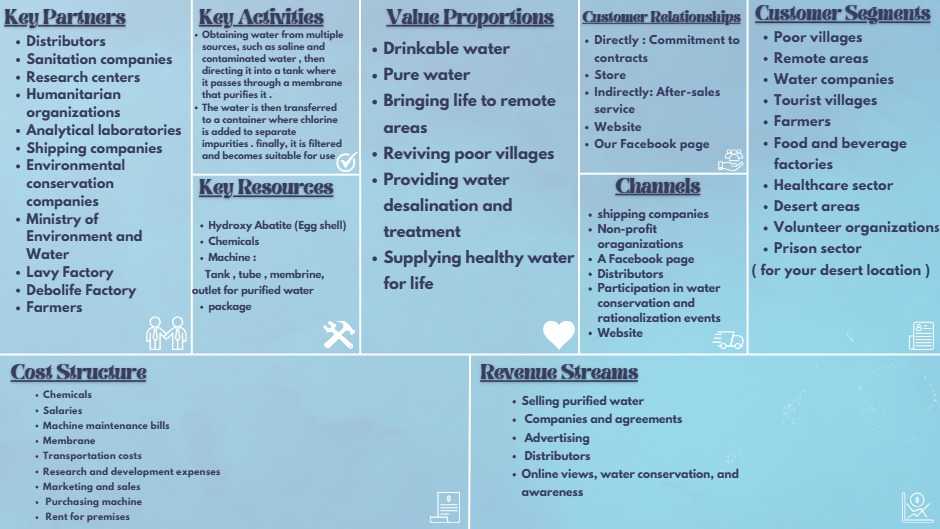 Key Partners
Distributors
Sanitation companies
Research centers
Humanitarian
organizations
Analytical laboratories
Shipping companies
Environmental
conservation
companies
Ministry of
Environment and
Water
Lavy Factory
Debolife Factory
Farmers
Key Activities
Obtaining water from multiple
sources, such as saline and
contaminated water , then
directing it into a tank where
it passes through a membrane
that purifies it .
The water is then transferred
to a container where chlorine
is added to separate
impurities . finally, it is filtered
and becomes suitable for use
Key Resources
Hydroxy Abatite (Egg shell)
Chemicals
Machine :
Tank , tube , membrine,
outlet for purified water
package
Value Proportions
Drinkable water
Pure water
Bringing life to remote
areas
Reviving poor villages
Providing water
desalination and
treatment
Supplying healthy water
for life
Customer Relationships
Directly : Commitment to
contracts
Store
Indirectly: After-sales
service
Website
Our Facebook page
Channels
shipping companies
Non-profit
oraganizations
A Facebook page
Distributors
Participation in water
conservation and
rationalization events
Website
Customer Segments
Poor villages
Remote areas
Water companies
Tourist villages
Farmers
Food and beverage
factories
Healthcare sector
Desert areas
Volunteer organizations
Prison sector
( for your desert location )
Cost Structure
Chemicals
Salaries
Machine maintenance bills
Membrane
Transportation costs
Research and development expenses
Marketing and sales
Purchasing machine
Rent for premises
Revenue Streams
Selling purified water
Companies and agreements
Advertising
Distributors
Online views, water conservation, and
awareness